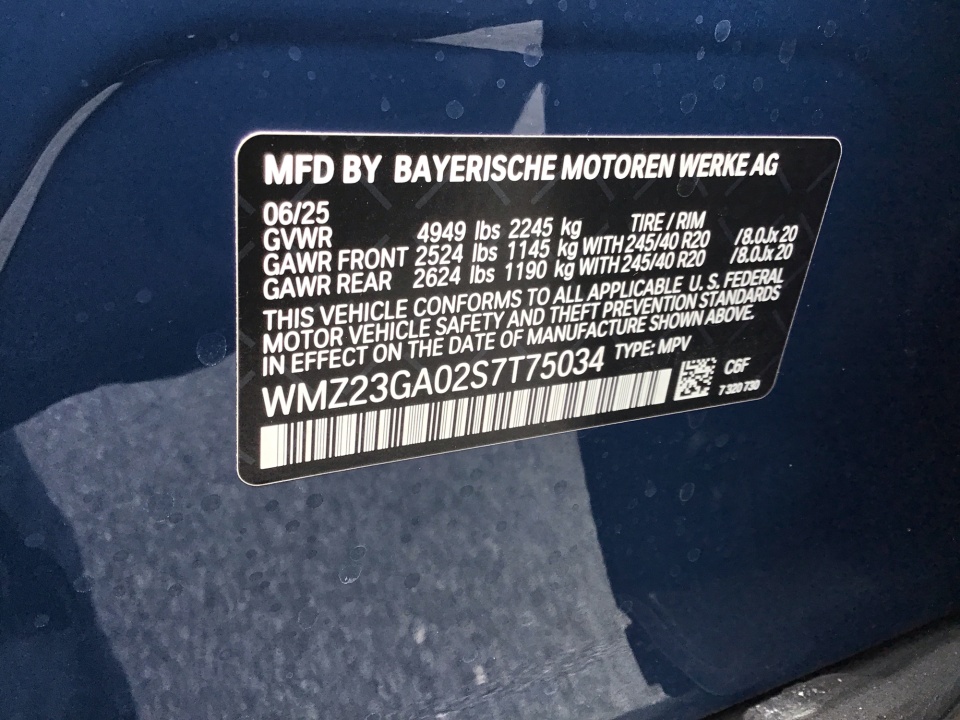 MFD BY BAYERISCHE MOTOREN WERKE AG
06/25 TIRE / RIM
GVWR 4949 lbs 2245 kg
GAWR FRONT 2524 lbs 1145 kg WITH 245/40 R20 /8.0Jx20
GAWR REAR 2624 lbs 1190 kg WITH 245/40 R20 /8.0Jx20
THIS VEHICLE CONFORMS TO ALL APPLICABLE U.S. FEDERAL
MOTOR VEHICLE SAFETY AND THEFT PREVENTION STANDARDS
IN EFFECT ON THE DATE OF MANUFACTURE SHOWN ABOVE.
WMZ23GA02S7T75034 TYPE: MPV
C6F
7 320 730